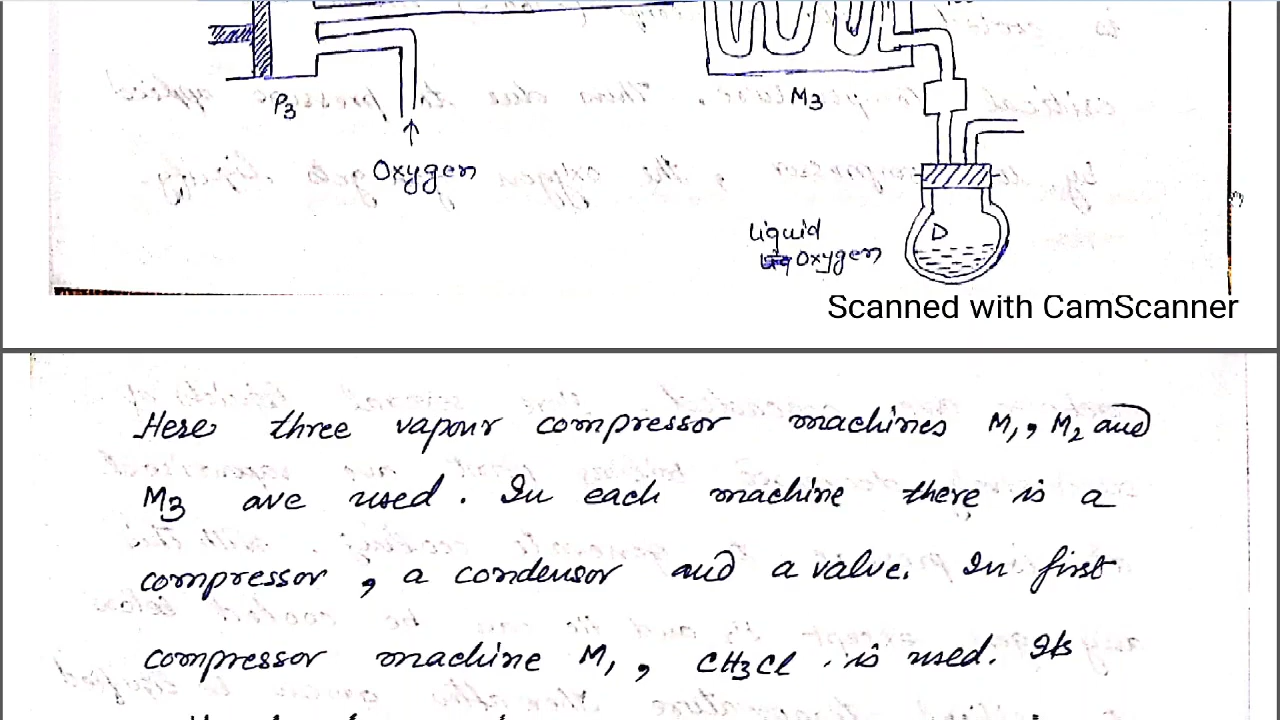 P3
M3
Oxygen
D
Liquid
Oxygen
Scanned with CamScanner
Here three vapour compressor machines M1, M2 and
M3 are used. In each machine there is a
compressor, a condensor and a valve. In first
compressor machine M1, CH3Cl is used. Its